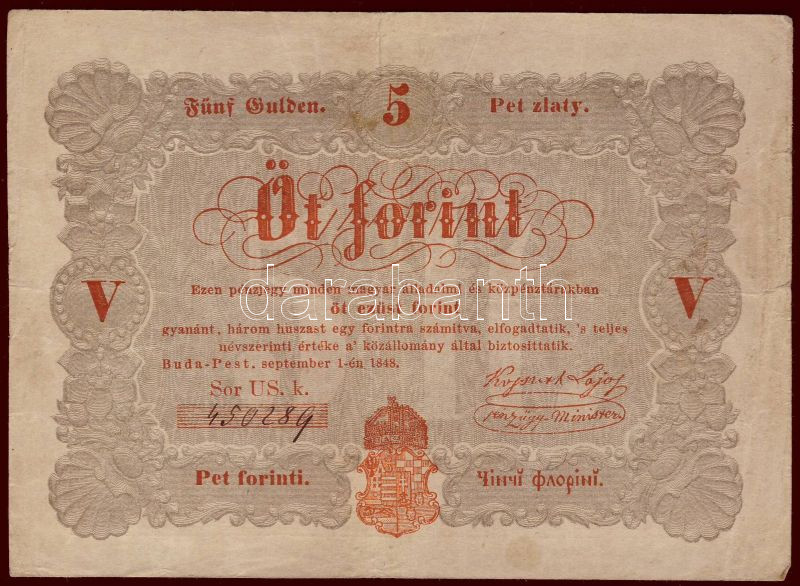 Fünf Gulden.
5
Pet zlaty.
Öt forint
V
V
Ezen pénzjegy minden magyar álladalmi és közpénztárakban
öt ezüst forint
gyanánt, három huszast egy forintra számítva, elfogadtatik, 's teljes
névszerinti értéke a' közállomány által biztosittatik.
Buda-Pest. september 1-én 1848.
Sor US. k.
450289
Kossuth Lajos
pénzügy Minister
Pet forinti.
Чінчї флорінї.
darabanth